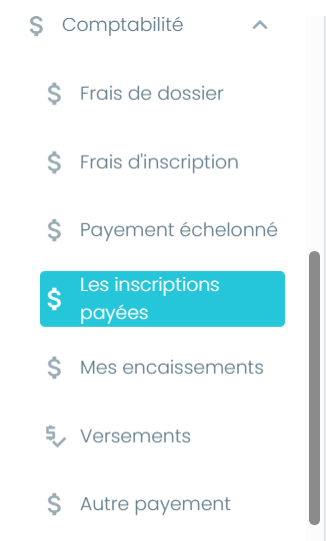 Comptabilité
Frais de dossier
Frais d'inscription
Payement échelonné
Les inscriptions
payées
Mes encaissements
Versements
Autre payement